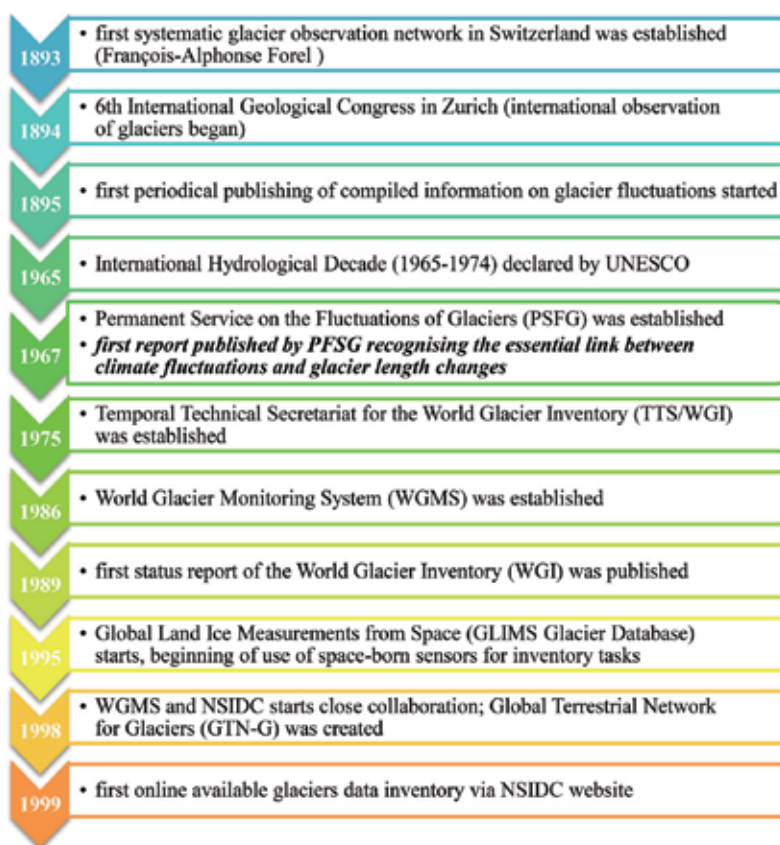 1893
• first systematic glacier observation network in Switzerland was established
(François-Alphonse Forel )
1894
• 6th International Geological Congress in Zurich (international observation
of glaciers began)
1895
• first periodical publishing of compiled information on glacier fluctuations started
1965
• International Hydrological Decade (1965-1974) declared by UNESCO
1967
• Permanent Service on the Fluctuations of Glaciers (PSFG) was established
• first report published by PFSG recognising the essential link between
climate fluctuations and glacier length changes
1975
• Temporal Technical Secretariat for the World Glacier Inventory (TTS/WGI)
was established
1986
• World Glacier Monitoring System (WGMS) was established
1989
• first status report of the World Glacier Inventory (WGI) was published
1995
• Global Land Ice Measurements from Space (GLIMS Glacier Database)
starts, beginning of use of space-born sensors for inventory tasks
1998
• WGMS and NSIDC starts close collaboration; Global Terrestrial Network
for Glaciers (GTN-G) was created
1999
• first online available glaciers data inventory via NSIDC website